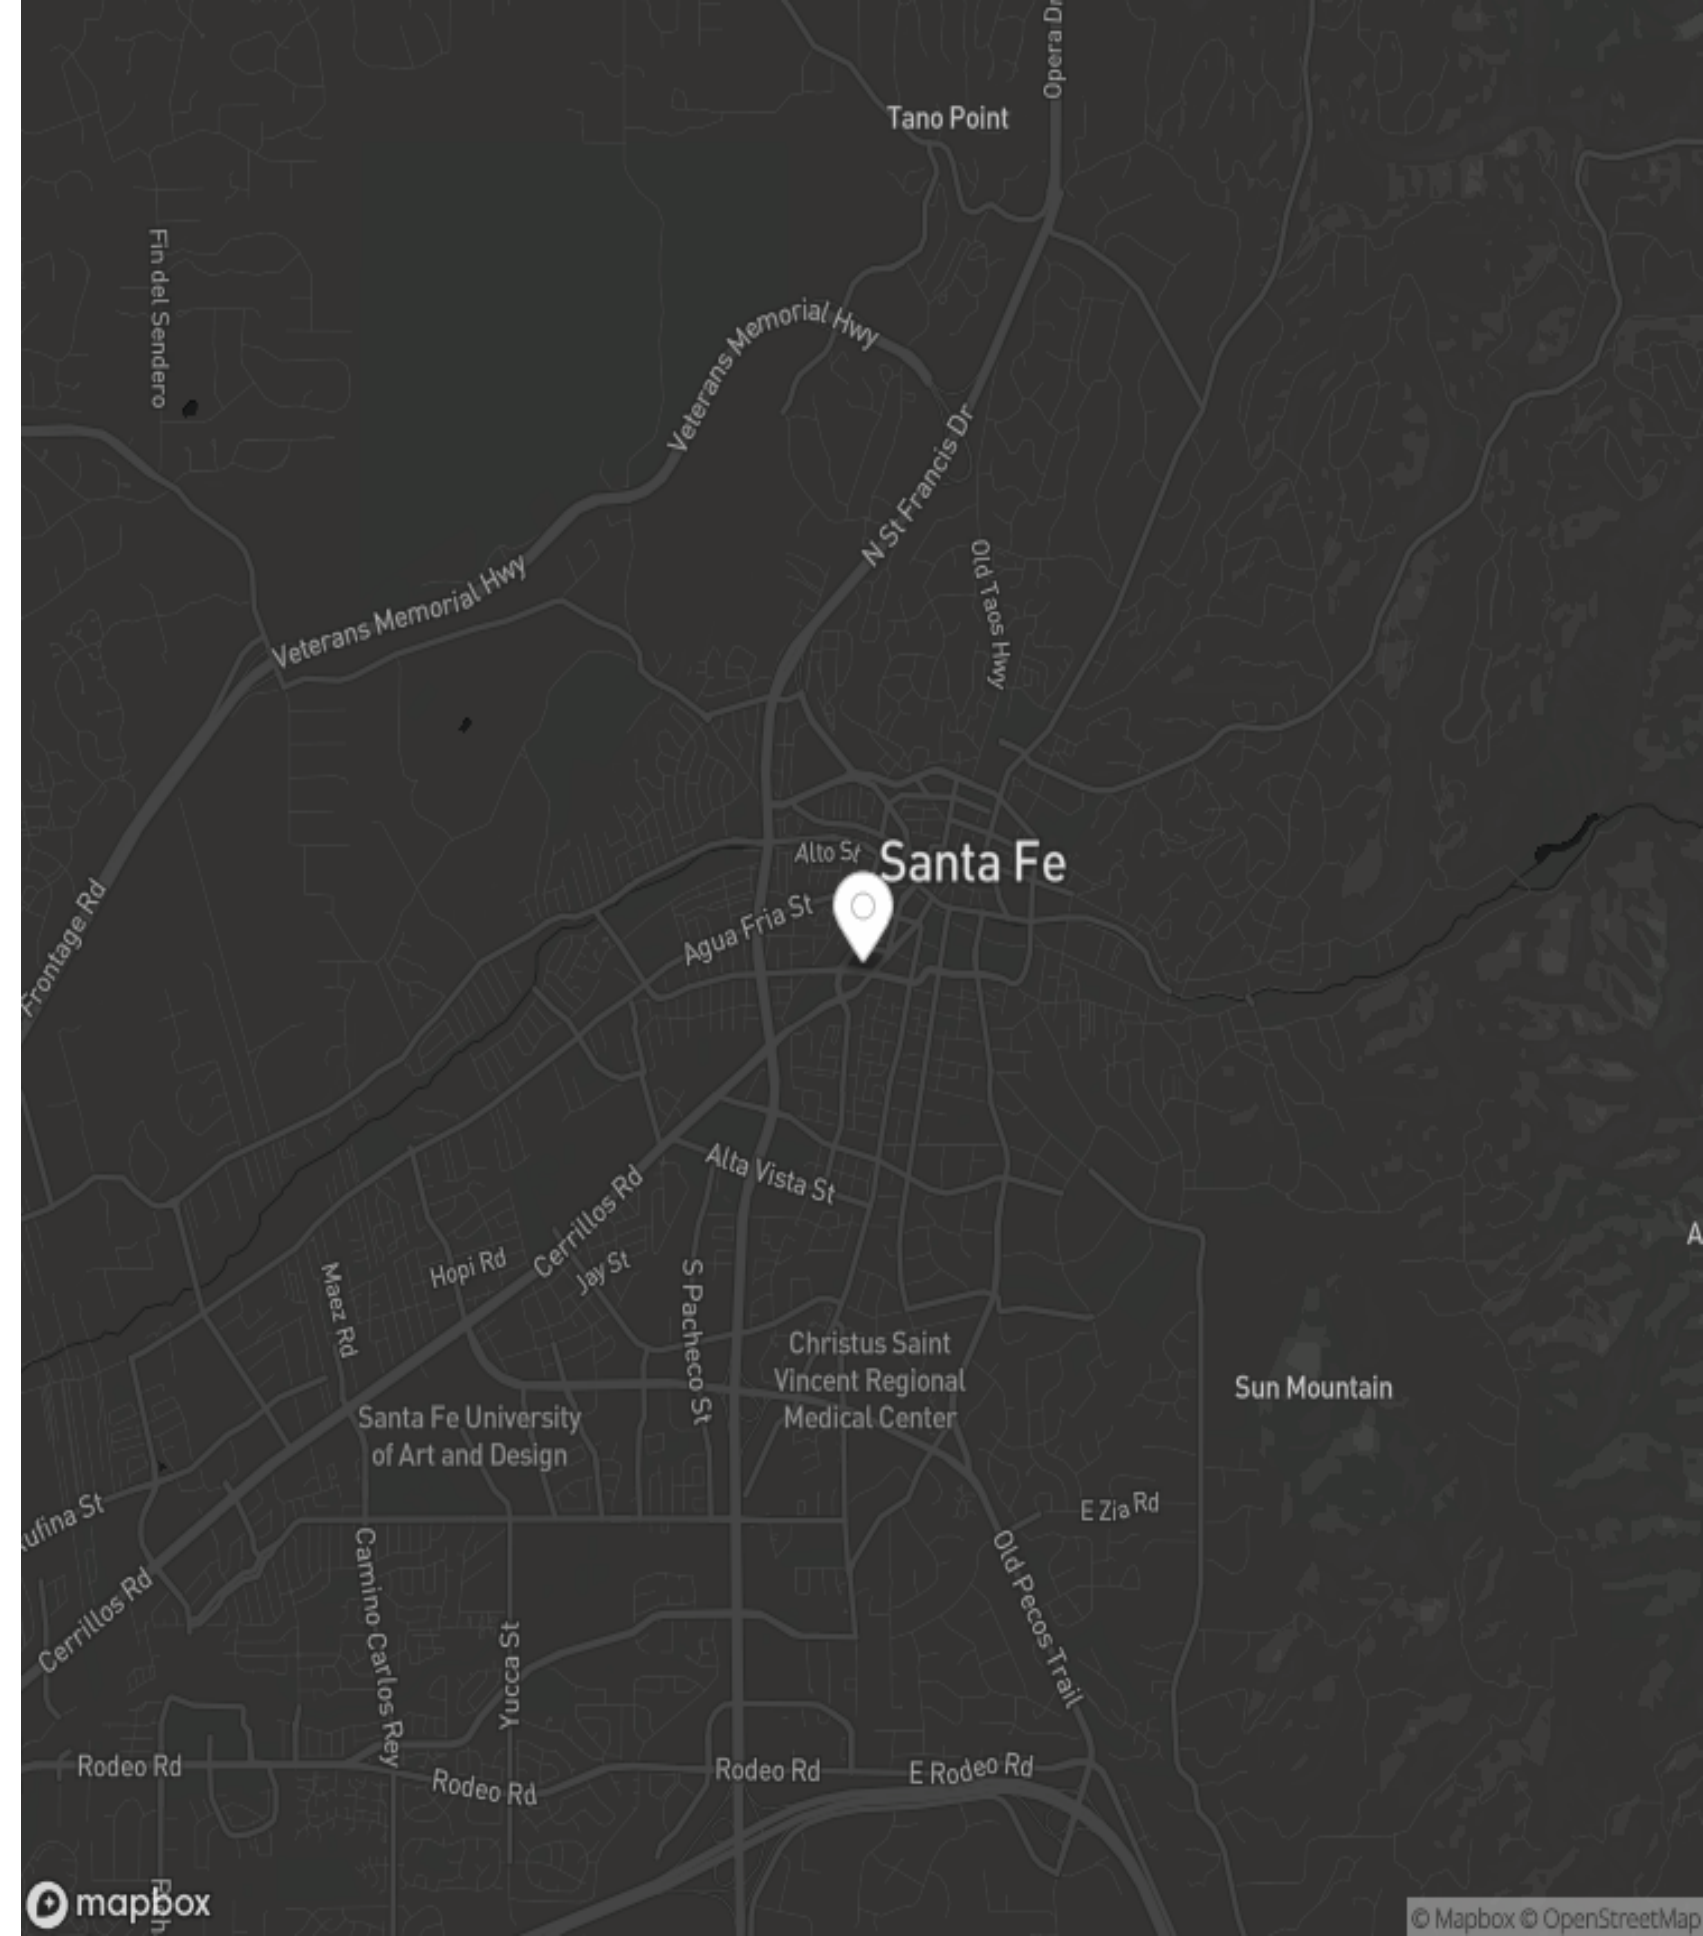 Opera Dr
Tano Point
Fin del Sendero
Veterans Memorial Hwy
N St Francis Dr
Old Taos Hwy
Veterans Memorial Hwy
Alto St
Santa Fe
Agua Fria St
Frontage Rd
Alta Vista St
Cerrillos Rd
Hopi Rd
Jay St
Maez Rd
S Pacheco St
Christus Saint
Vincent Regional
Medical Center
Sun Mountain
Santa Fe University
of Art and Design
ufina St
E Zia Rd
Old Pecos Trail
Cerrillos Rd
Camino Carlos Rey
Yucca St
Rodeo Rd
Rodeo Rd
Rodeo Rd
E Rodeo Rd
mapbox
© Mapbox © OpenStreetMap